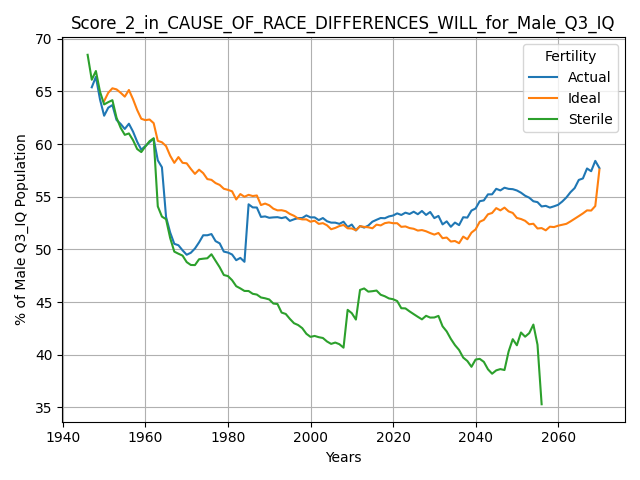 Score_2_in_CAUSE_OF_RACE_DIFFERENCES_WILL_for_Male_Q3_IQ
% of Male Q3_IQ Population
70
65
60
55
50
45
40
35
Fertility
Actual
Ideal
Sterile
1940 1960 1980 2000 2020 2040 2060
Years